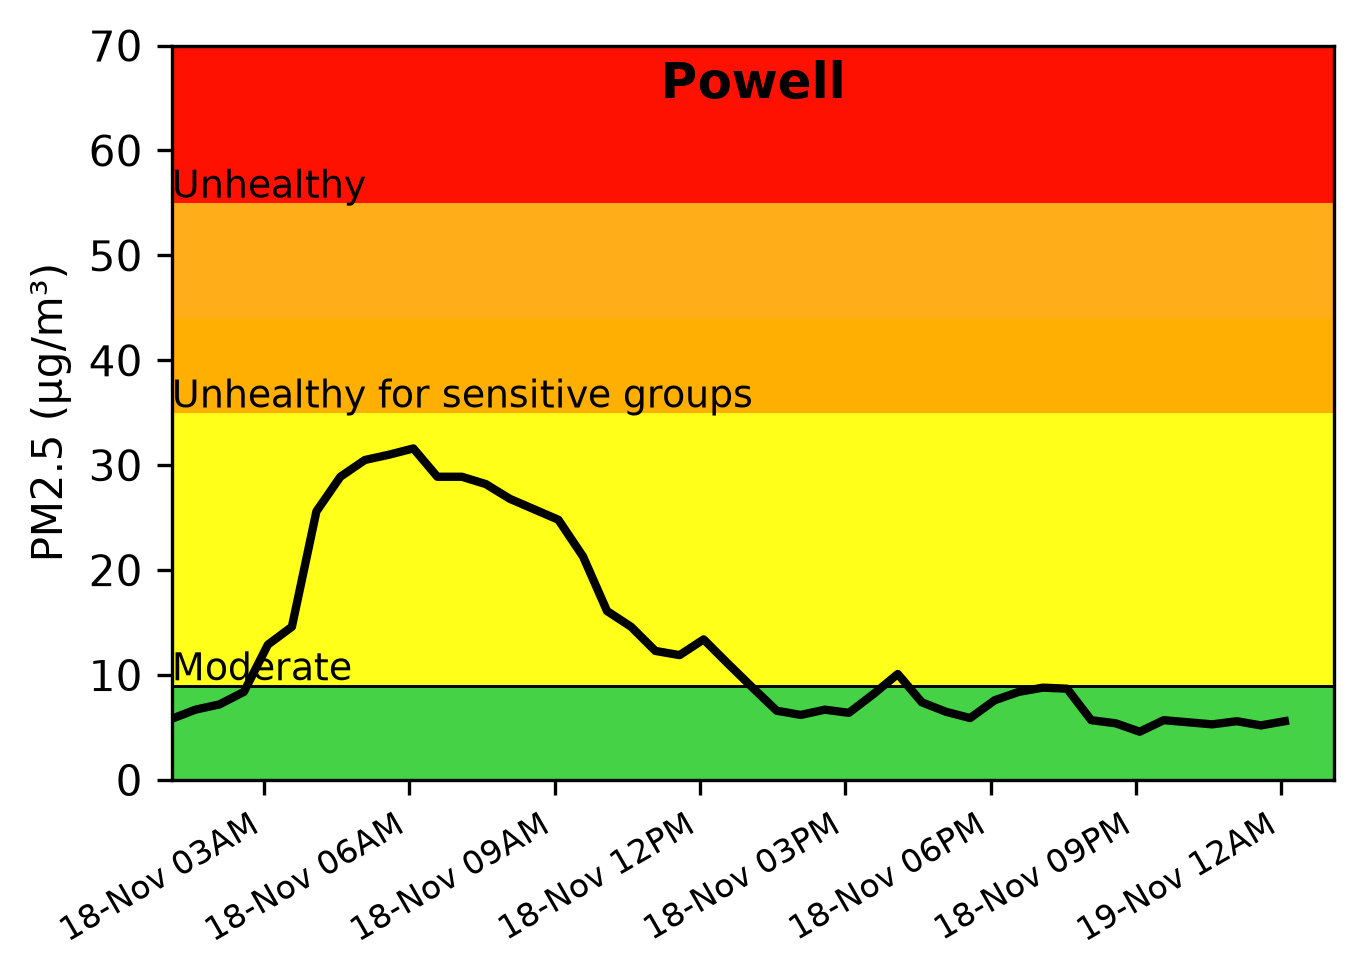 Powell
PM2.5 (µg/m³)
70
60
50
40
30
20
10
0
Unhealthy
Unhealthy for sensitive groups
Moderate
18-Nov 03AM
18-Nov 06AM
18-Nov 09AM
18-Nov 12PM
18-Nov 03PM
18-Nov 06PM
18-Nov 09PM
19-Nov 12AM